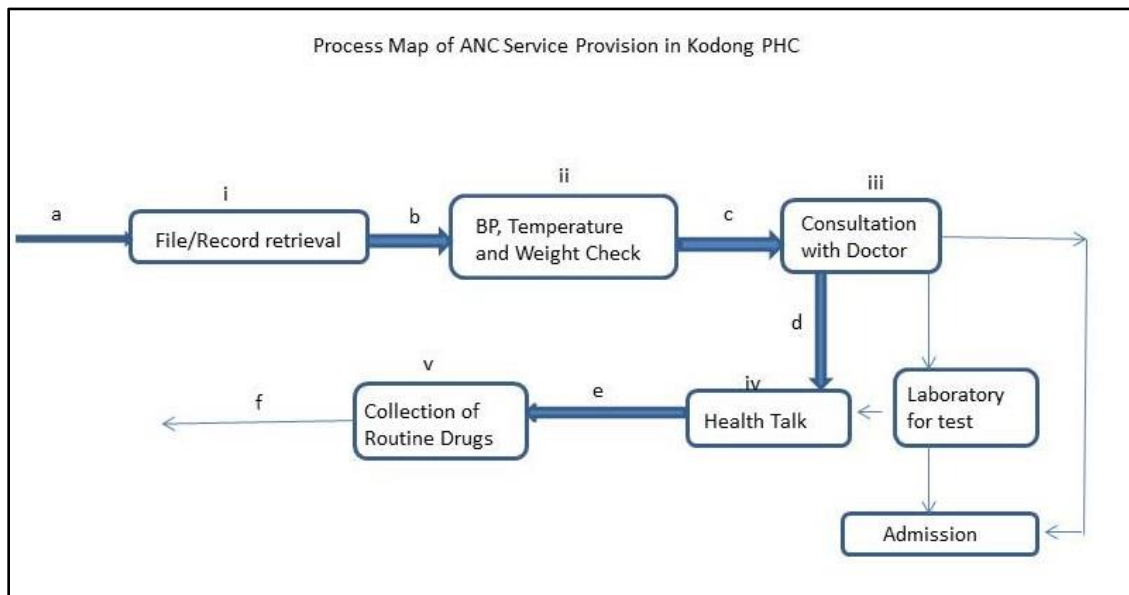 Process Map of ANC Service Provision in Kodong PHC
i
ii
iii
a
File/Record retrieval
b
BP, Temperature
and Weight Check
c
Consultation
with Doctor
d
v
iv
f
Collection of
Routine Drugs
e
Health Talk
Laboratory
for test
Admission